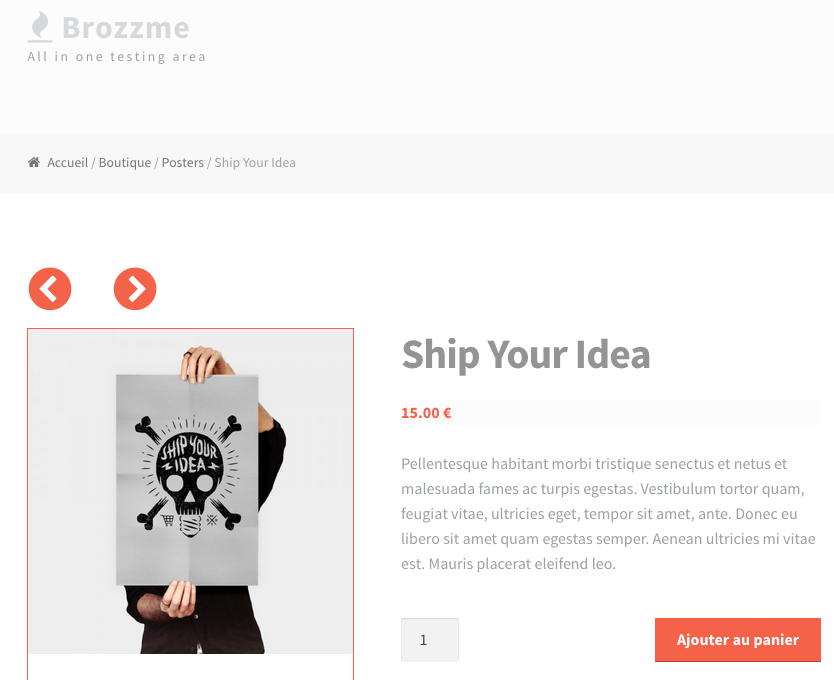 Brozzme
All in one testing area
Accueil / Boutique / Posters / Ship Your Idea
SHIP YOUR
IDEA
Ship Your Idea
15.00 €
Pellentesque habitant morbi tristique senectus et netus et
malesuada fames ac turpis egestas. Vestibulum tortor quam,
feugiat vitae, ultricies eget, tempor sit amet, ante. Donec eu
libero sit amet quam egestas semper. Aenean ultricies mi vitae
est. Mauris placerat eleifend leo.
1
Ajouter au panier